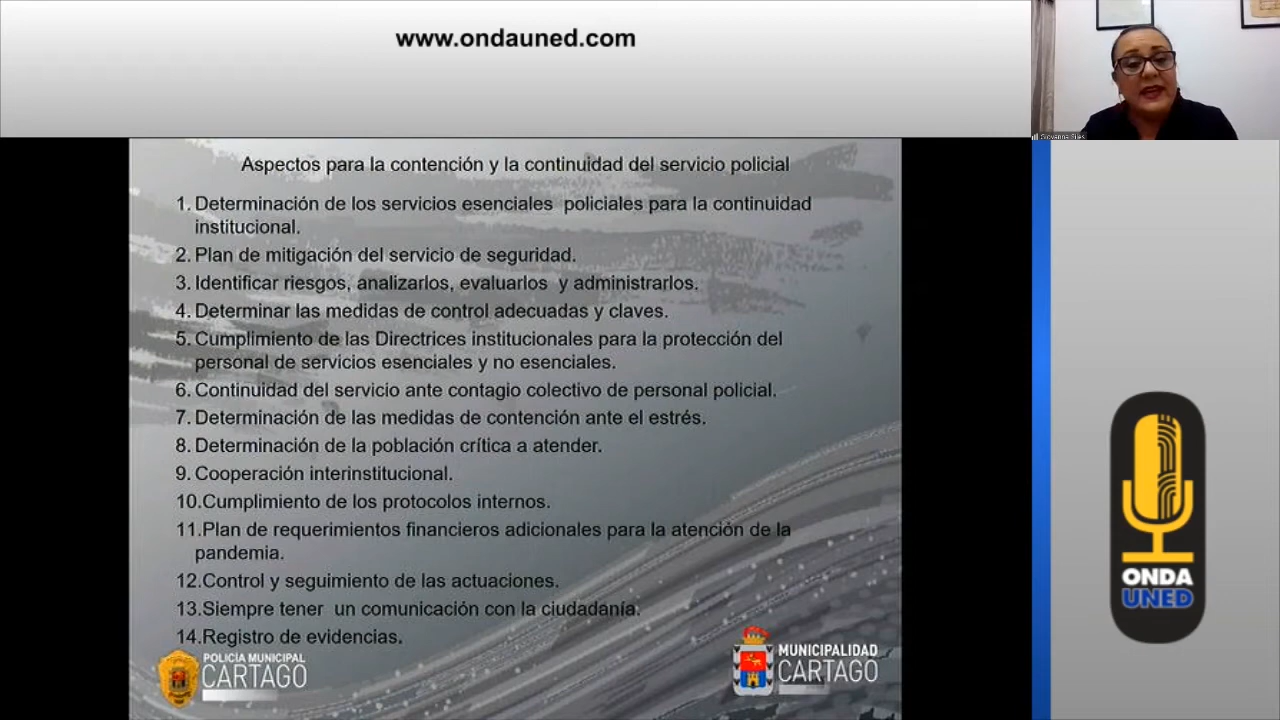 www.ondauned.com
Giovanna Siles
Aspectos para la contención y la continuidad del servicio policial
1. Determinación de los servicios esenciales policiales para la continuidad
institucional.
2. Plan de mitigación del servicio de seguridad.
3. Identificar riesgos, analizarlos, evaluarlos y administrarlos.
4. Determinar las medidas de control adecuadas y claves.
5. Cumplimiento de las Directrices institucionales para la protección del
personal de servicios esenciales y no esenciales.
6. Continuidad del servicio ante contagio colectivo de personal policial.
7. Determinación de las medidas de contención ante el estrés.
8. Determinación de la población crítica a atender.
9. Cooperación interinstitucional.
10.Cumplimiento de los protocolos internos.
11.Plan de requerimientos financieros adicionales para la atención de la
pandemia.
12.Control y seguimiento de las actuaciones.
13.Siempre tener un comunicación con la ciudadanía.
14.Registro de evidencias.
POLICÍA MUNICIPAL
CARTAGO
MUNICIPALIDAD
CARTAGO
ONDA
UNED